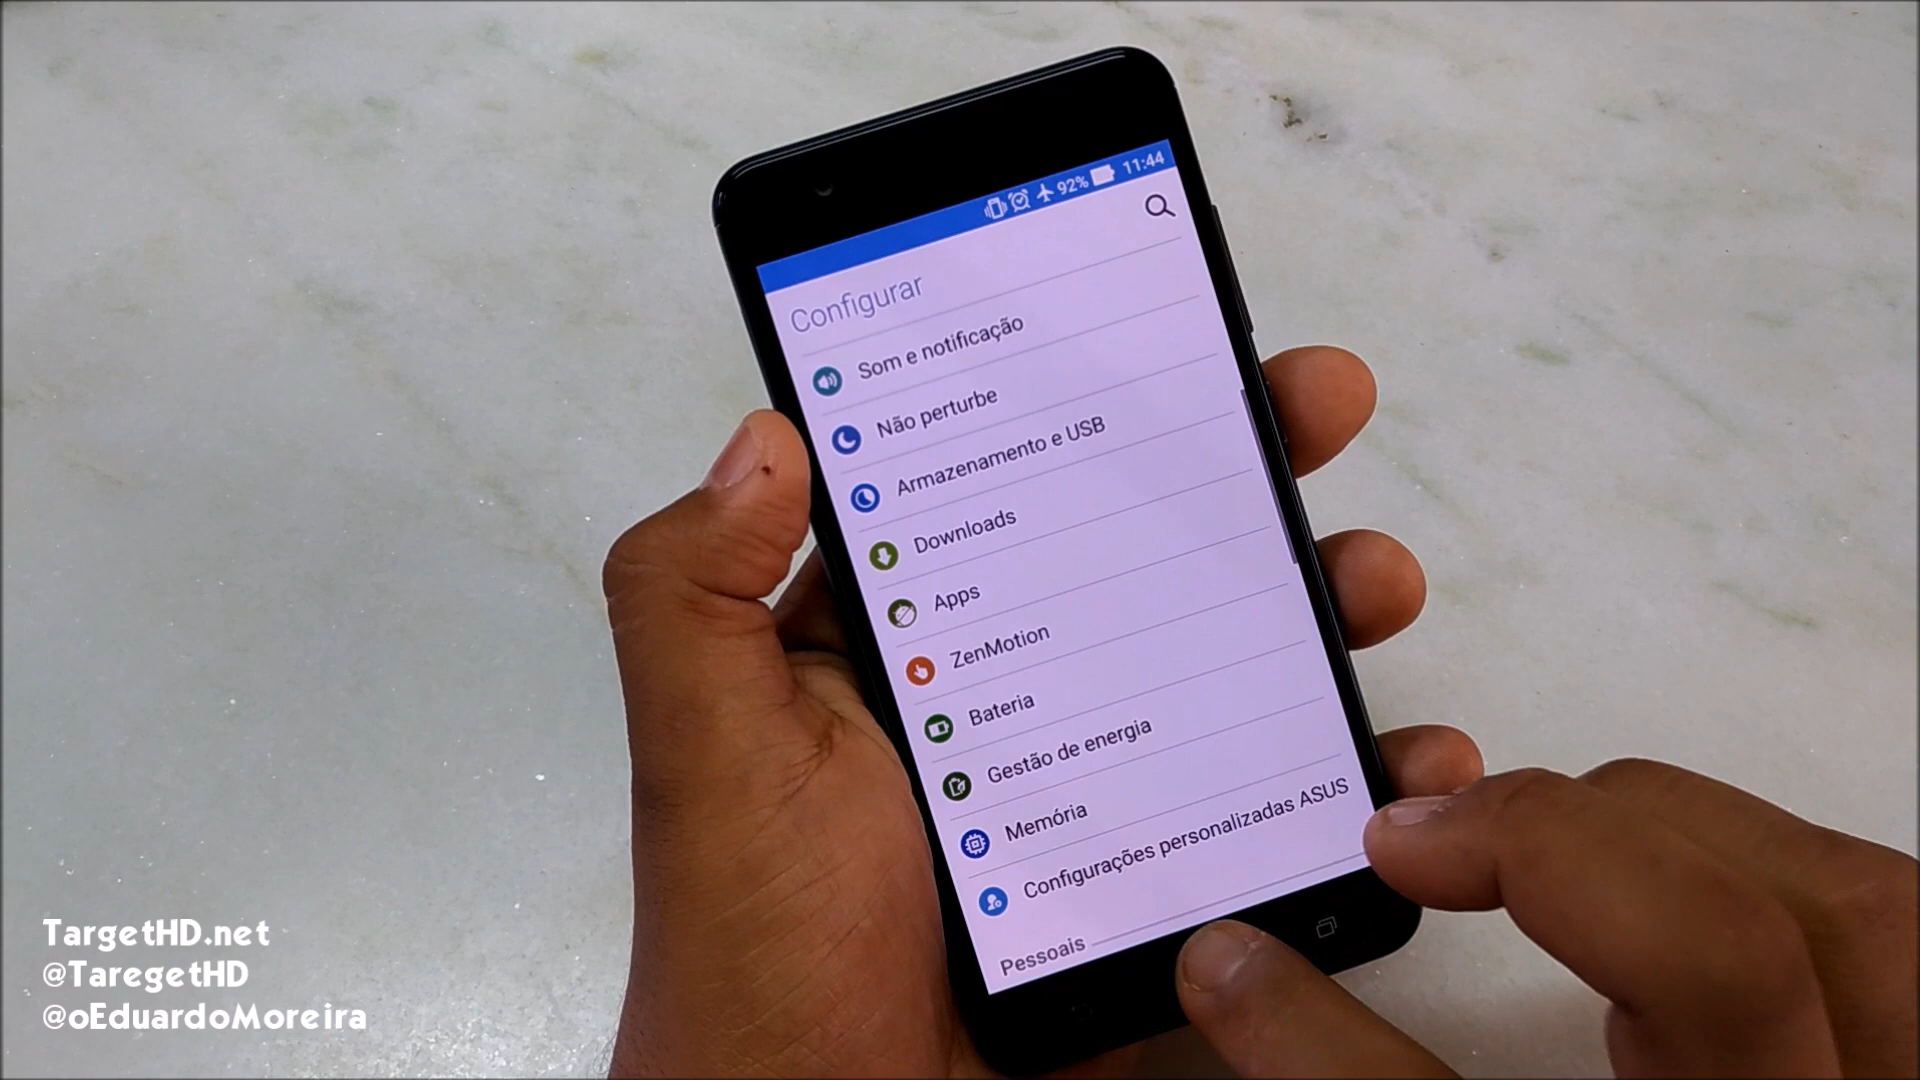 92% 11:44
Configurar
Som e notificação
Não perturbe
Armazenamento e USB
Downloads
Apps
ZenMotion
Bateria
Gestão de energia
Memória
Configurações personalizadas ASUS
Pessoais
TargetHD.net
@TaregetHD
@oEduardoMoreira